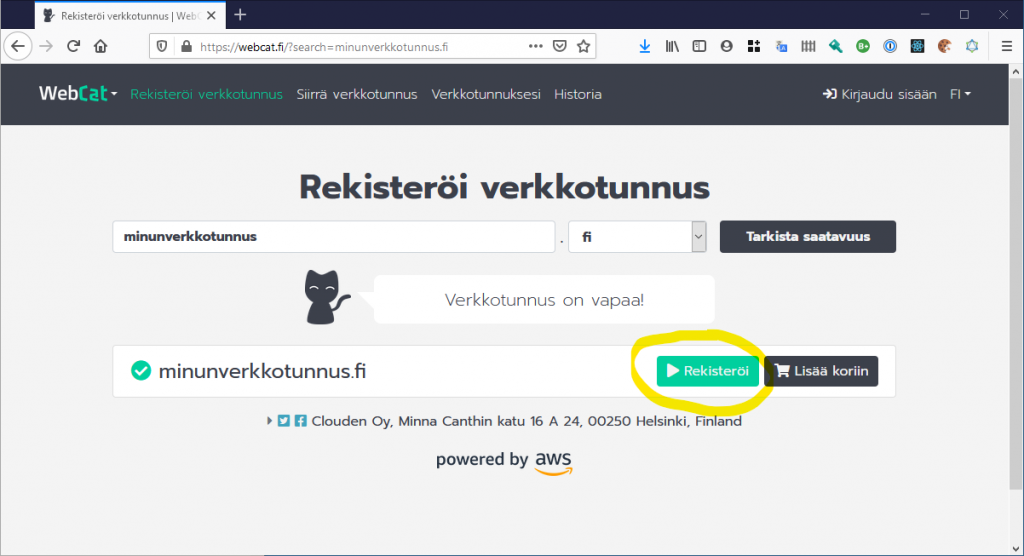 Rekisteröi verkkotunnus | WebC
https://webcat.fi/?search=minunverkkotunnus.fi
WebCat Rekisteröi verkkotunnus Siirrä verkkotunnus Verkkotunnuksesi Historia Kirjaudu sisään FI
Rekisteröi verkkotunnus
minunverkkotunnus . fi Tarkista saatavuus
Verkkotunnus on vapaa!
minunverkkotunnus.fi Rekisteröi Lisää koriin
Clouden Oy, Minna Canthin katu 16 A 24, 00250 Helsinki, Finland
powered by aws